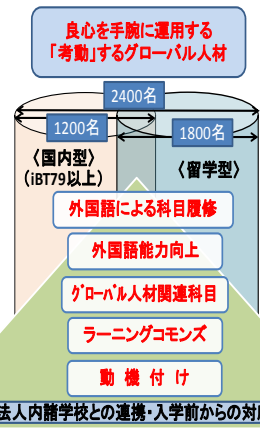 良心を手腕に運用する
「考動」するグローバル人材
2400名
1200名
1800名
〈国内型〉
(iBT79以上)
〈留学型〉
外国語による科目履修
外国語能力向上
グローバル人材関連科目
ラーニングコモンズ
動機付け
法人内諸学校との連携・入学前からの対応